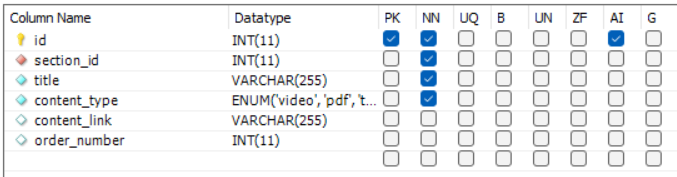 Column Name Datatype PK NN UQ B UN ZF AI G
id INT(11)
section_id INT(11)
title VARCHAR(255)
content_type ENUM('video', 'pdf', 't...
content_link VARCHAR(255)
order_number INT(11)